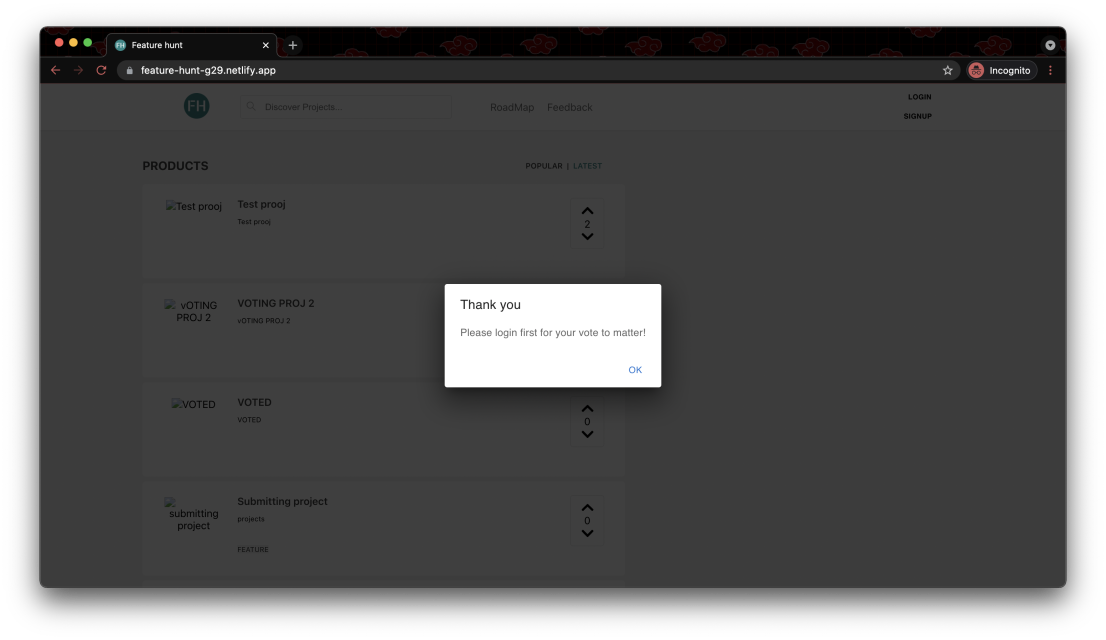 FH Feature hunt
feature-hunt-g29.netlify.app
Incognito
FH
Discover Projects...
RoadMap
Feedback
LOGIN
SIGNUP
PRODUCTS
POPULAR | LATEST
Test prooj
Test prooj
Test prooj
2
vOTING
PROJ 2
VOTING PROJ 2
vOTING PROJ 2
Thank you
Please login first for your vote to matter!
OK
VOTED
VOTED
VOTED
0
submitting
project
Submitting project
projects
0
FEATURE